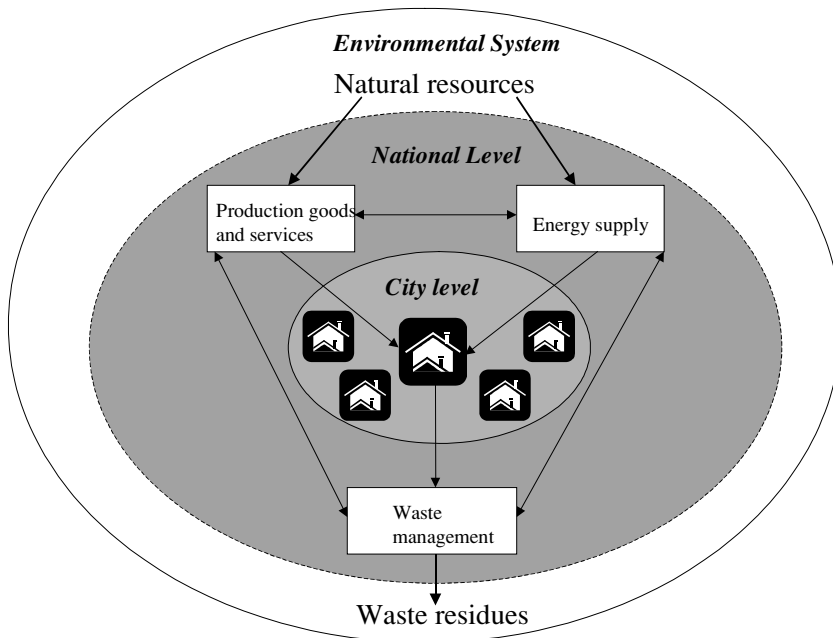 Environmental System
Natural resources
National Level
Production goods
and services
Energy supply
City level
Waste
management
Waste residues